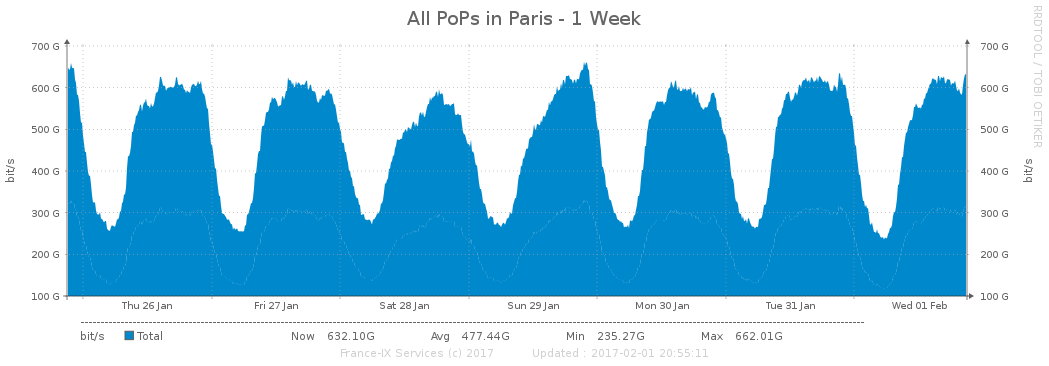 All PoPs in Paris - 1 Week
RRDTOOL / TOBI OETIKER
700 G 700 G
600 G 600 G
500 G 500 G
400 G 400 G
300 G 300 G
200 G 200 G
100 G 100 G
bit/s
bit/s
Thu 26 Jan Fri 27 Jan Sat 28 Jan Sun 29 Jan Mon 30 Jan Tue 31 Jan Wed 01 Feb
bit/s Total Now 632.10G Avg 477.44G Min 235.27G Max 662.01G
France-IX Services (c) 2017 Updated : 2017-02-01 20:55:11